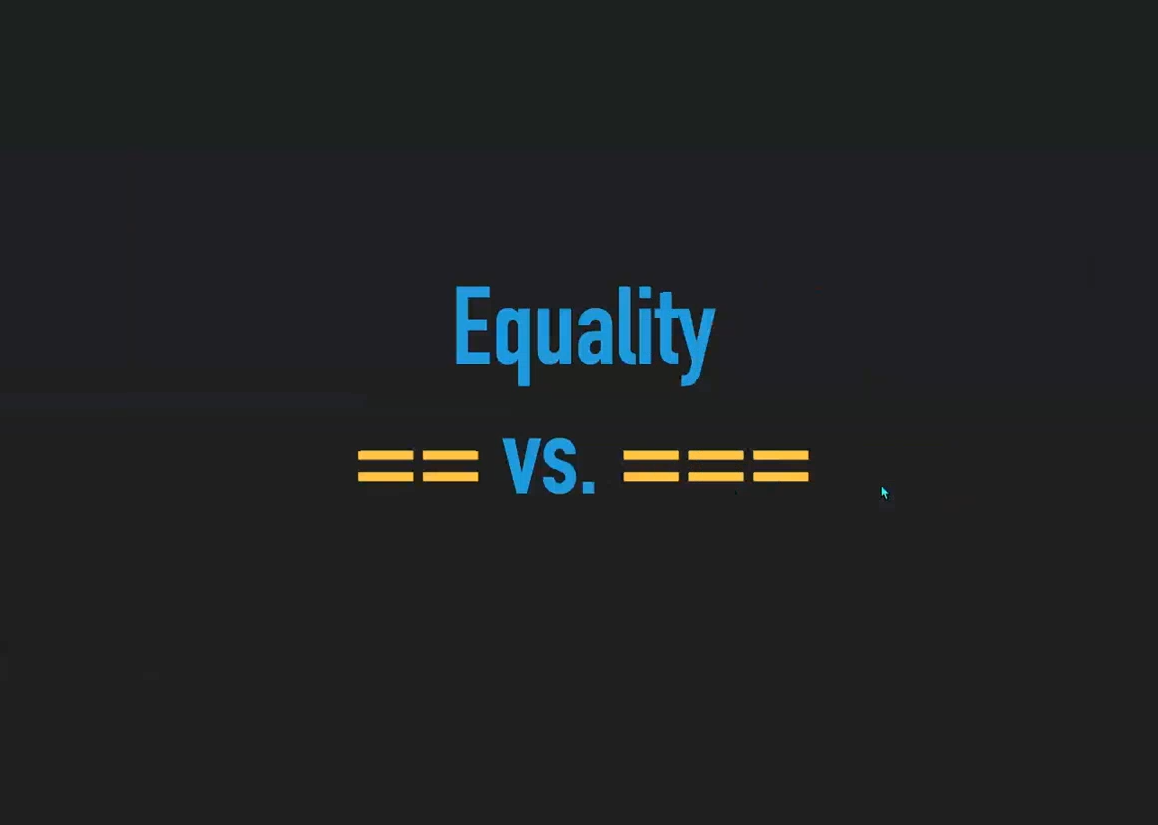 Equality
== vs. ===